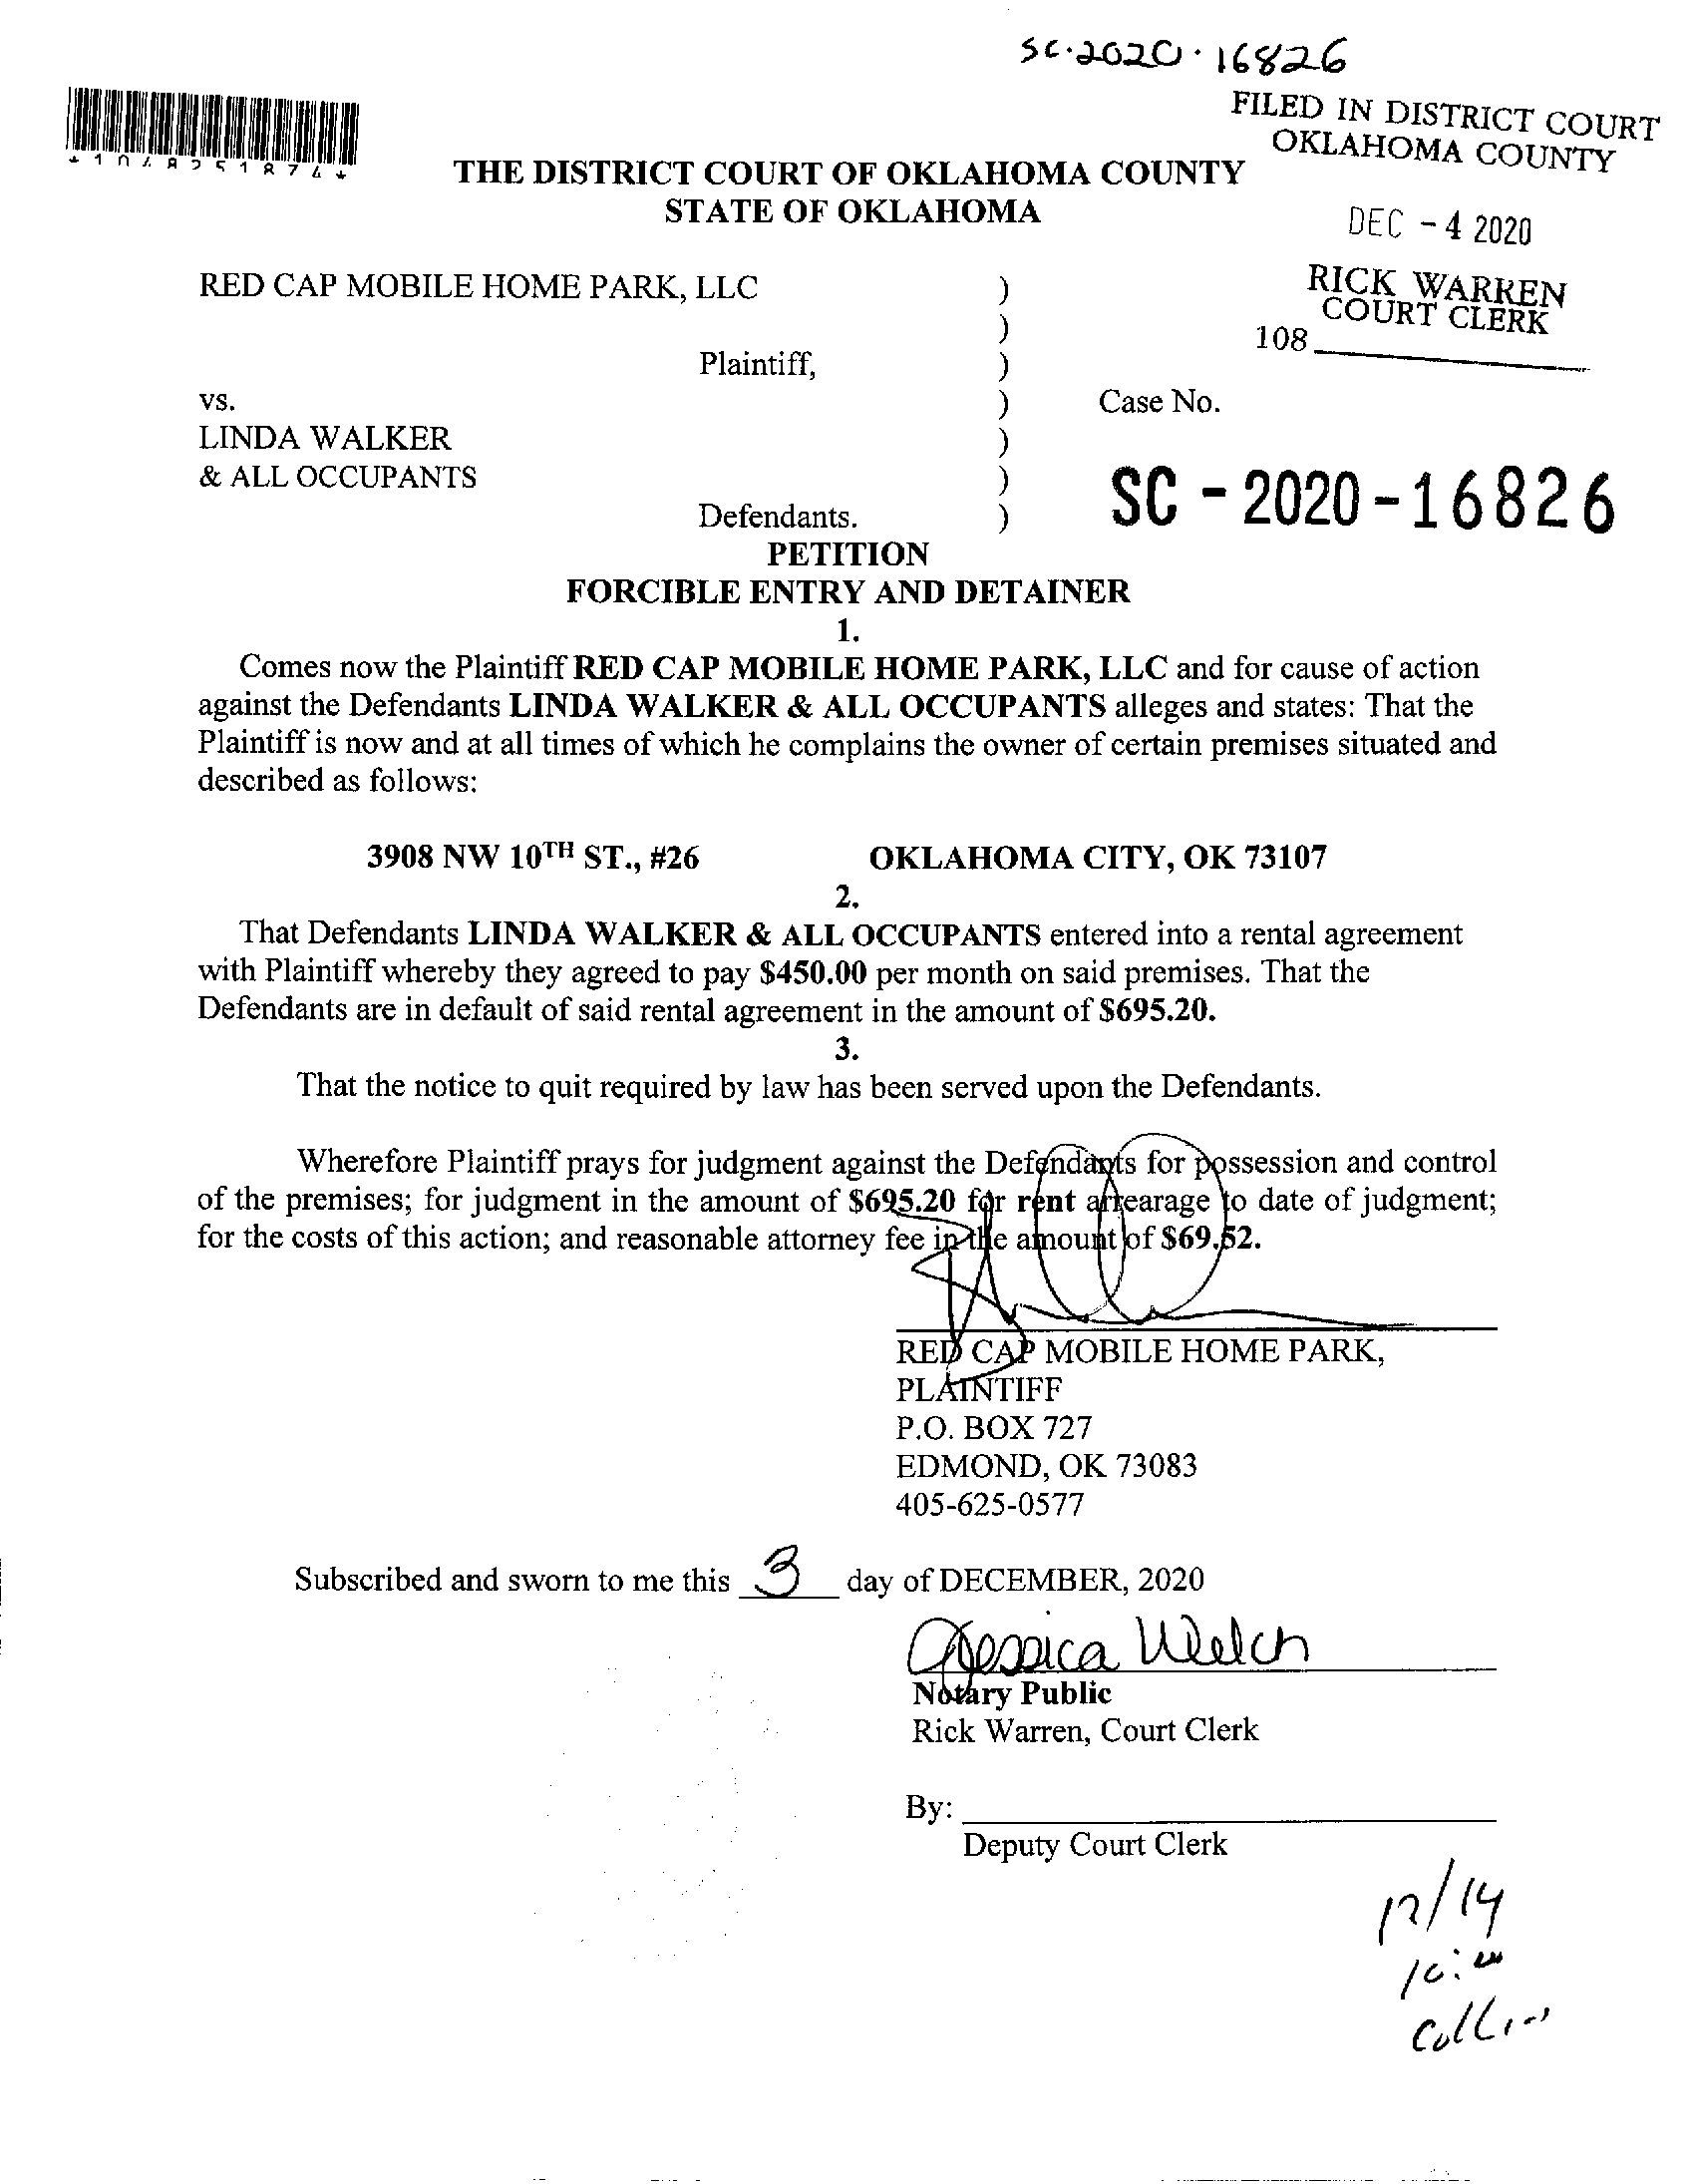 SC·2020·16826
FILED IN DISTRICT COURT
OKLAHOMA COUNTY
THE DISTRICT COURT OF OKLAHOMA COUNTY
STATE OF OKLAHOMA
DEC - 4 2020
RICK WARREN
COURT CLERK
108
RED CAP MOBILE HOME PARK, LLC )
)
Plaintiff, )
vs. ) Case No.
LINDA WALKER )
& ALL OCCUPANTS ) SC - 2020 - 16826
Defendants. )
PETITION
FORCIBLE ENTRY AND DETAINER
1.
Comes now the Plaintiff RED CAP MOBILE HOME PARK, LLC and for cause of action
against the Defendants LINDA WALKER & ALL OCCUPANTS alleges and states: That the
Plaintiff is now and at all times of which he complains the owner of certain premises situated and
described as follows:
3908 NW 10TH ST., #26 OKLAHOMA CITY, OK 73107
2.
That Defendants LINDA WALKER & ALL OCCUPANTS entered into a rental agreement
with Plaintiff whereby they agreed to pay $450.00 per month on said premises. That the
Defendants are in default of said rental agreement in the amount of $695.20.
3.
That the notice to quit required by law has been served upon the Defendants.
Wherefore Plaintiff prays for judgment against the Defendants for possession and control
of the premises; for judgment in the amount of $695.20 for rent arrearage to date of judgment;
for the costs of this action; and reasonable attorney fee in the amount of $69.52.
RED CAP MOBILE HOME PARK,
PLAINTIFF
P.O. BOX 727
EDMOND, OK 73083
405-625-0577
Subscribed and sworn to me this 3 day of DECEMBER, 2020
Jessica Welch
Notary Public
Rick Warren, Court Clerk
By:
Deputy Court Clerk
12/14